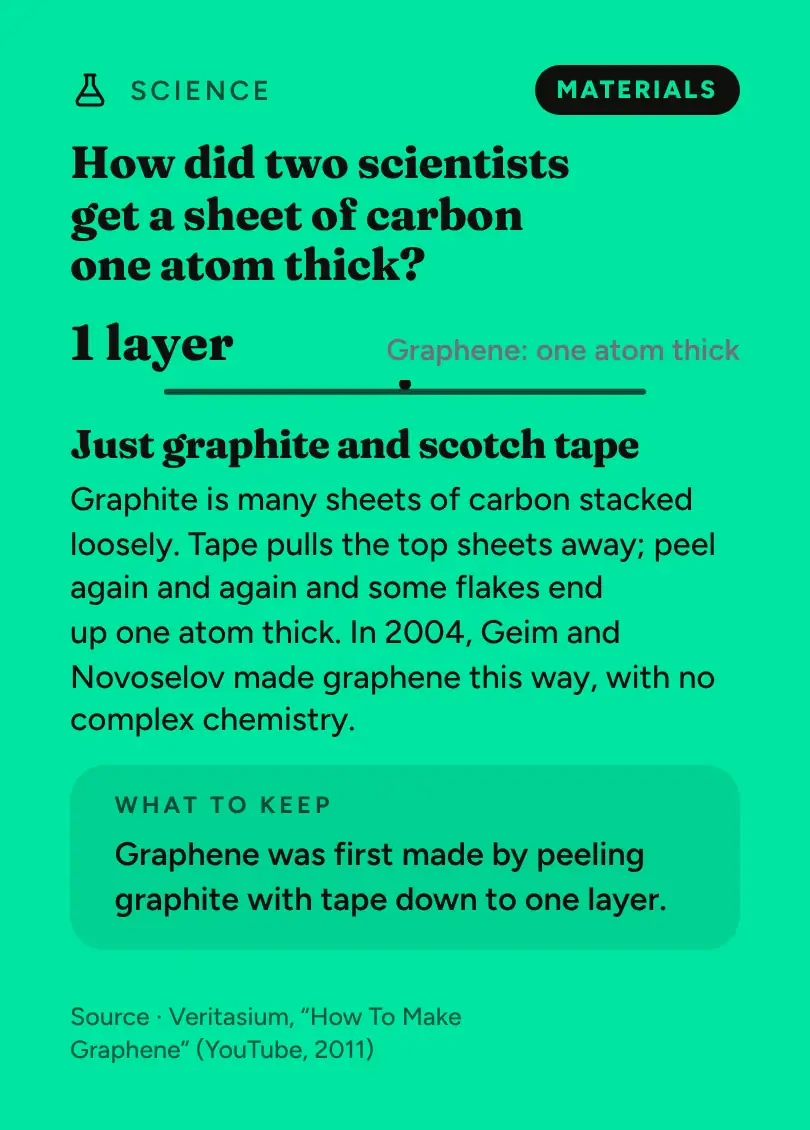 SCIENCE
MATERIALS
How did two scientists
get a sheet of carbon
one atom thick?
1 layer
Graphene: one atom thick
Just graphite and scotch tape
Graphite is many sheets of carbon stacked
loosely. Tape pulls the top sheets away; peel
again and again and some flakes end
up one atom thick. In 2004, Geim and
Novoselov made graphene this way, with no
complex chemistry.
WHAT TO KEEP
Graphene was first made by peeling
graphite with tape down to one layer.
Source · Veritasium, “How To Make
Graphene” (YouTube, 2011)